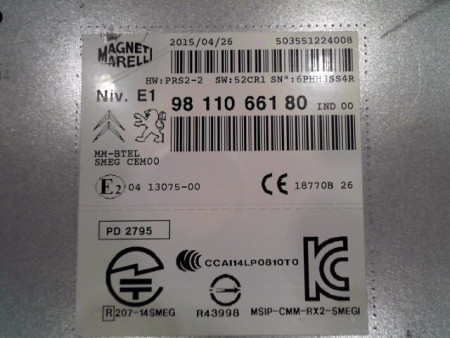 MAGNETI
MARELLI
2015/04/26 503551224008
HW:PRS2-2 SW:52CR1 SN°:6PHH3SS4R
Niv. E1
98 110 661 80 IND 00
MM-BTEL
SMEG CEM00
E2 04 13075-00
CE 18770B 26
PD 2795
CCAI14LP0810T0
R 207-14SMEG
R43998
MSIP-CMM-RX2-SMEGI